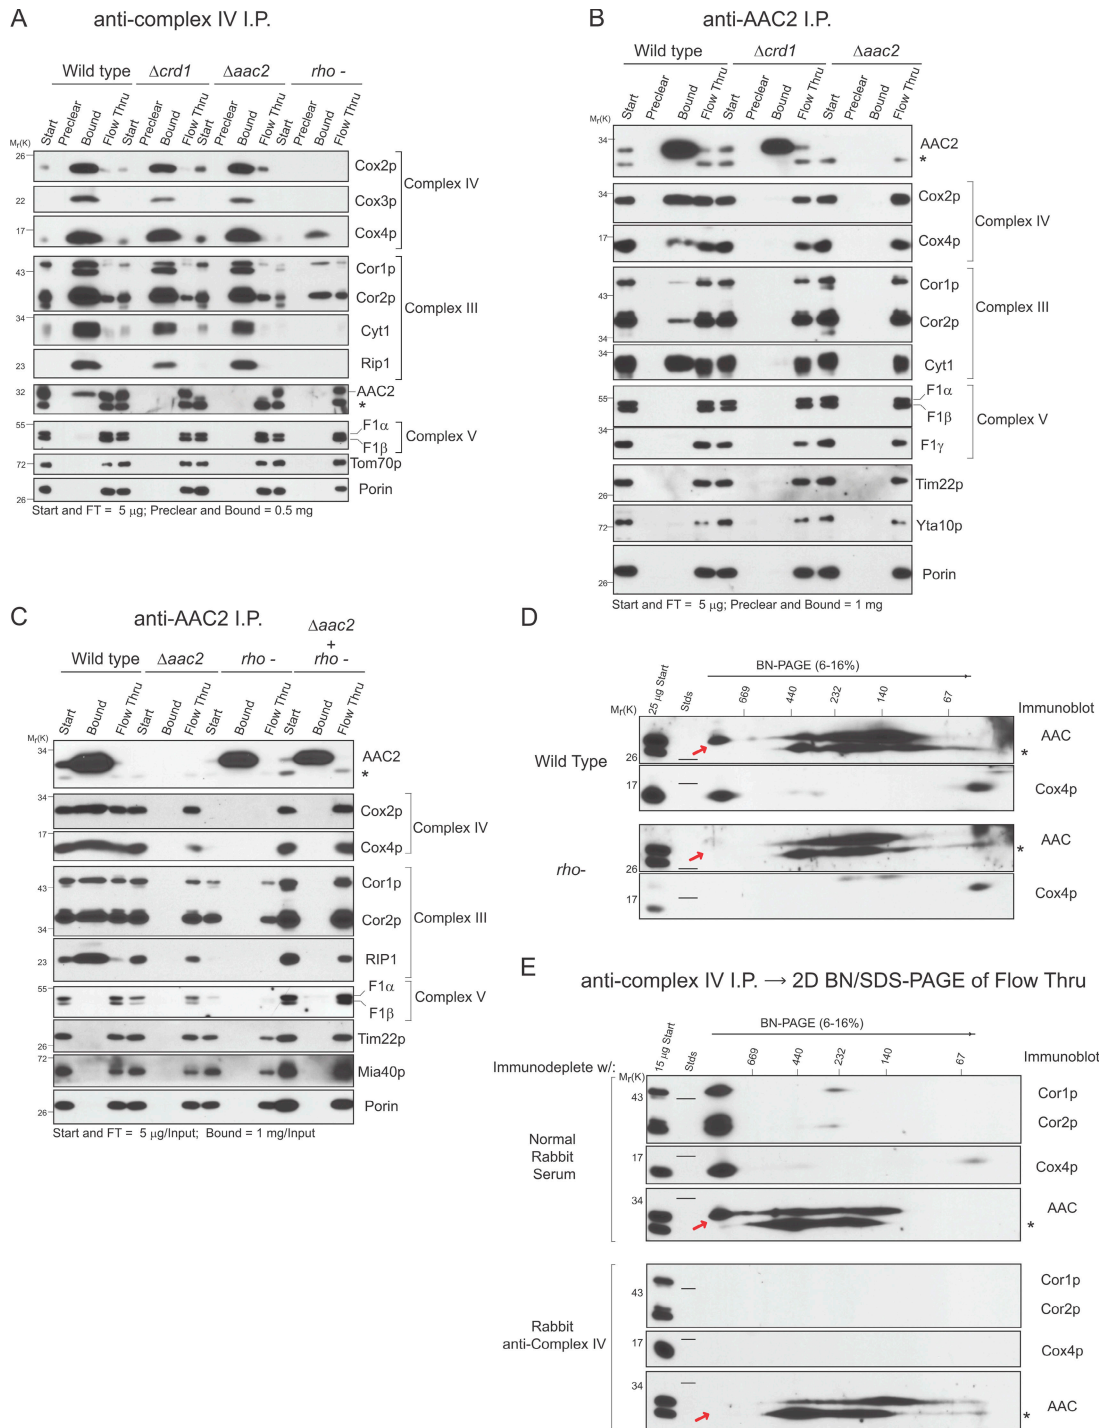 A
anti-complex IV I.P.
Wild type
Δcrd1
Δaac2
rho -
Start
Preclear
Bound
Flow Thru
Start
Preclear
Bound
Flow Thru
Start
Preclear
Bound
Flow Thru
Start
Preclear
Bound
Flow Thru
Mr(K)
26
Cox2p
22
Cox3p
Complex IV
17
Cox4p
Cor1p
43
Cor2p
Complex III
34
Cyt1
23
Rip1
32
AAC2
*
55
F1α
F1β
Complex V
72
Tom70p
26
Porin
Start and FT = 5 μg; Preclear and Bound = 0.5 mg
B
anti-AAC2 I.P.
Wild type
Δcrd1
Δaac2
Start
Preclear
Bound
Flow Thru
Start
Preclear
Bound
Flow Thru
Start
Preclear
Bound
Flow Thru
Mr(K)
34
AAC2
*
34
Cox2p
Complex IV
17
Cox4p
Cor1p
43
Cor2p
Complex III
34
34
Cyt1
55
F1α
F1β
Complex V
34
F1γ
26
Tim22p
72
Yta10p
26
Porin
Start and FT = 5 μg; Preclear and Bound = 1 mg
C
anti-AAC2 I.P.
Wild type
Δaac2
rho -
Δaac2
+
rho -
Start
Bound
Flow Thru
Start
Bound
Flow Thru
Start
Bound
Flow Thru
Start
Bound
Flow Thru
Mr(K)
34
AAC2
*
34
Cox2p
Complex IV
17
Cox4p
43
Cor1p
Cor2p
Complex III
34
23
RIP1
55
F1α
F1β
Complex V
26
Tim22p
72
Mia40p
26
Porin
Start and FT = 5 μg/Input; Bound = 1 mg/Input
D
25 μg Start
Stds
BN-PAGE (6-16%)
669
440
232
140
67
Mr(K)
Immunoblot
Wild Type
26
AAC
*
17
Cox4p
rho-
26
AAC
*
17
Cox4p
E
anti-complex IV I.P. → 2D BN/SDS-PAGE of Flow Thru
15 μg Start
Stds
BN-PAGE (6-16%)
669
440
232
140
67
Immunodeplete w/:
Mr(K)
Immunoblot
Normal
Rabbit
Serum
43
Cor1p
Cor2p
17
Cox4p
34
AAC
*
Rabbit
anti-Complex IV
43
Cor1p
Cor2p
17
Cox4p
34
AAC
*